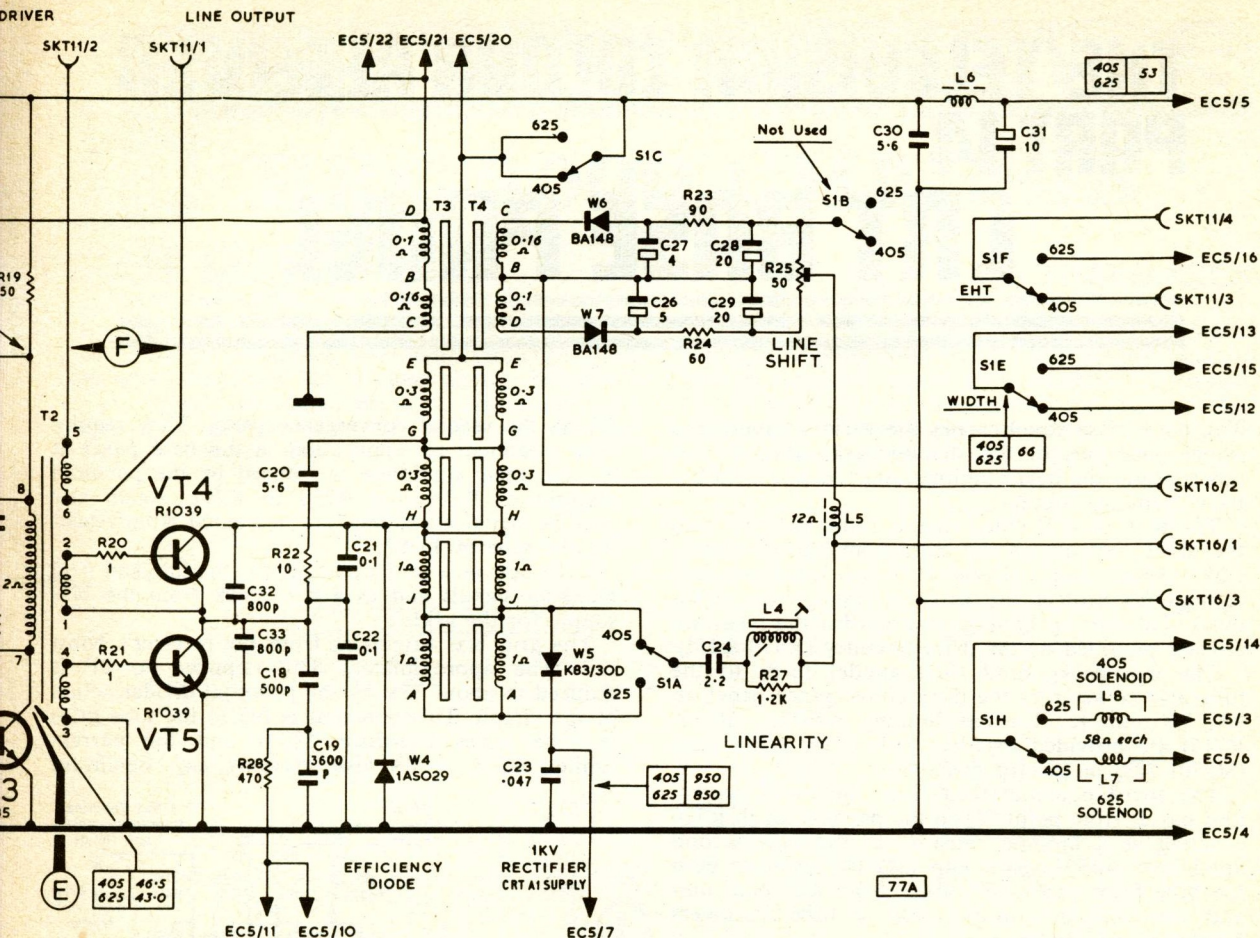 DRIVER
LINE OUTPUT
SKT11/2
SKT11/1
EC5/22 EC5/21 EC5/20
L6
405 53
625
EC5/5
625
S1C
405
Not Used
C30
5·6
C31
10
S1B
625
405
D T3 T4 C
W6
BA148
R23
90
C27
4
C28
20
R25
50
0·1
Ω
0·16
Ω
B
B
0·16
Ω
0·1
Ω
C
D
C26
5
C29
20
W7
BA148
R24
60
LINE
SHIFT
SKT11/4
S1F
625
EC5/16
EHT
405
SKT11/3
EC5/13
S1E
625
EC5/15
WIDTH
405
EC5/12
405 66
625
R19
50
F
E
E
0·3
Ω
0·3
Ω
G
G
T2
5
C20
5·6
0·3
Ω
0·3
Ω
SKT16/2
8
6
VT4
R1039
H
H
12Ω
L5
SKT16/1
2
R20
1
R22
10
C21
0·1
1Ω
1Ω
2Ω
C32
800p
J
J
SKT16/3
1
C33
800p
L4
405
EC5/14
7
4
R21
1
C22
0·1
W5
K83/30D
C24
2·2
405
SOLENOID
C18
500p
1Ω
1Ω
S1A
R27
1·2K
625
A
A
3
R1039
VT5
L8
S1H
625
EC5/3
58Ω each
LINEARITY
R28
470
C19
3600
P
W4
1AS029
C23
·047
405 950
625 850
405
EC5/6
L7
625
SOLENOID
3
EC5/4
E
405 46·5
625 43·0
EFFICIENCY
DIODE
1KV
RECTIFIER
CRT A1 SUPPLY
77A
EC5/11
EC5/10
EC5/7